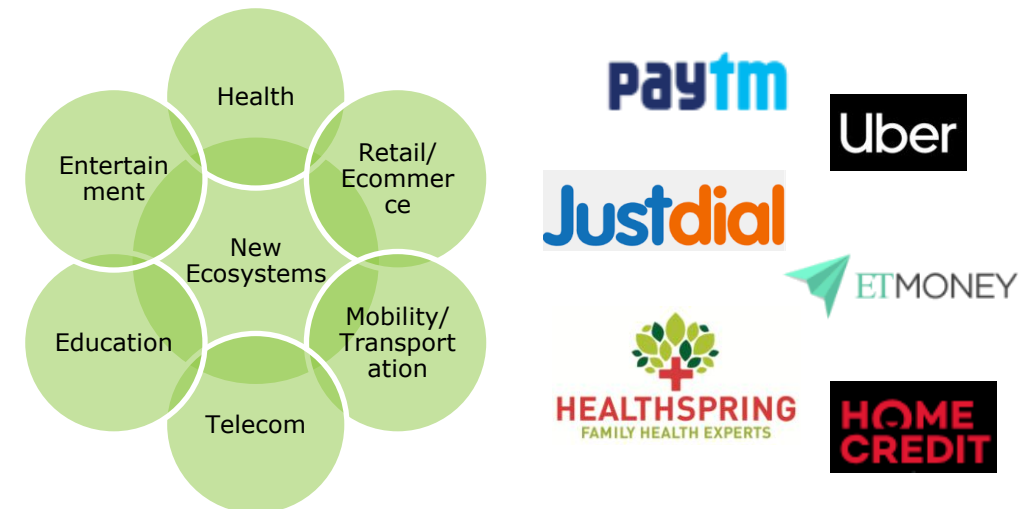 Health
Entertain
ment
Retail/
Ecommer
ce
New
Ecosystems
Education
Mobility/
Transport
ation
Telecom
paytm
Uber
Justdial
ETMONEY
HEALTHSPRING
FAMILY HEALTH EXPERTS
HOME
CREDIT